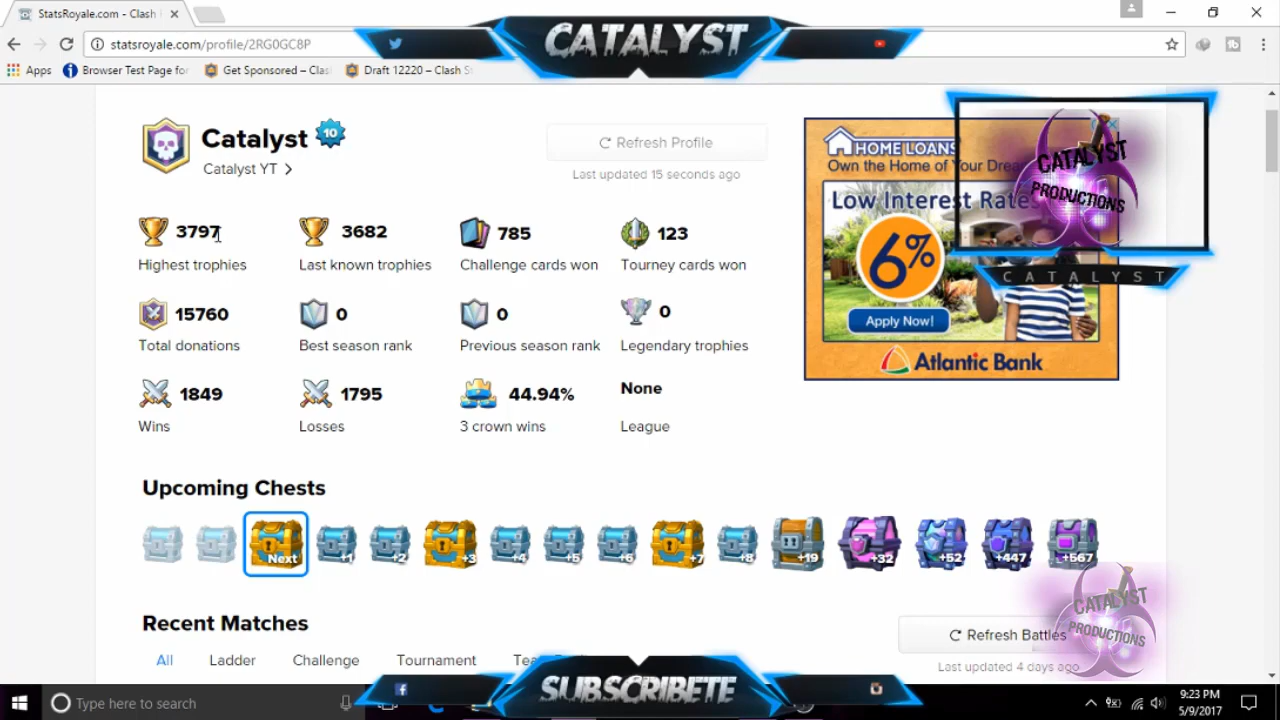 StatsRoyale.com - Clash
statsroyale.com/profile/2RG0GC8P
CATALYST
Apps
Browser Test Page for
Get Sponsored – Clas
Draft 12220 – Clash S
Catalyst 10
Catalyst YT
Refresh Profile
Last updated 15 seconds ago
3797
Highest trophies
3682
Last known trophies
785
Challenge cards won
123
Tourney cards won
15760
Total donations
0
Best season rank
0
Previous season rank
0
Legendary trophies
1849
Wins
1795
Losses
44.94%
3 crown wins
None
League
HOME LOANS
Own the Home of Your Drea
Low Interest Rates
6%
Apply Now!
Atlantic Bank
CATALYST
PRODUCTIONS
CATALYST
Upcoming Chests
Next +1 +2 +3 +4 +5 +6 +7 +8 +19 +32 +52 +447 +567
CATALYST
PRODUCTIONS
Recent Matches
Refresh Battles
Last updated 4 days ago
All Ladder Challenge Tournament
SUBSCRIBETE
Type here to search
9:23 PM
5/9/2017